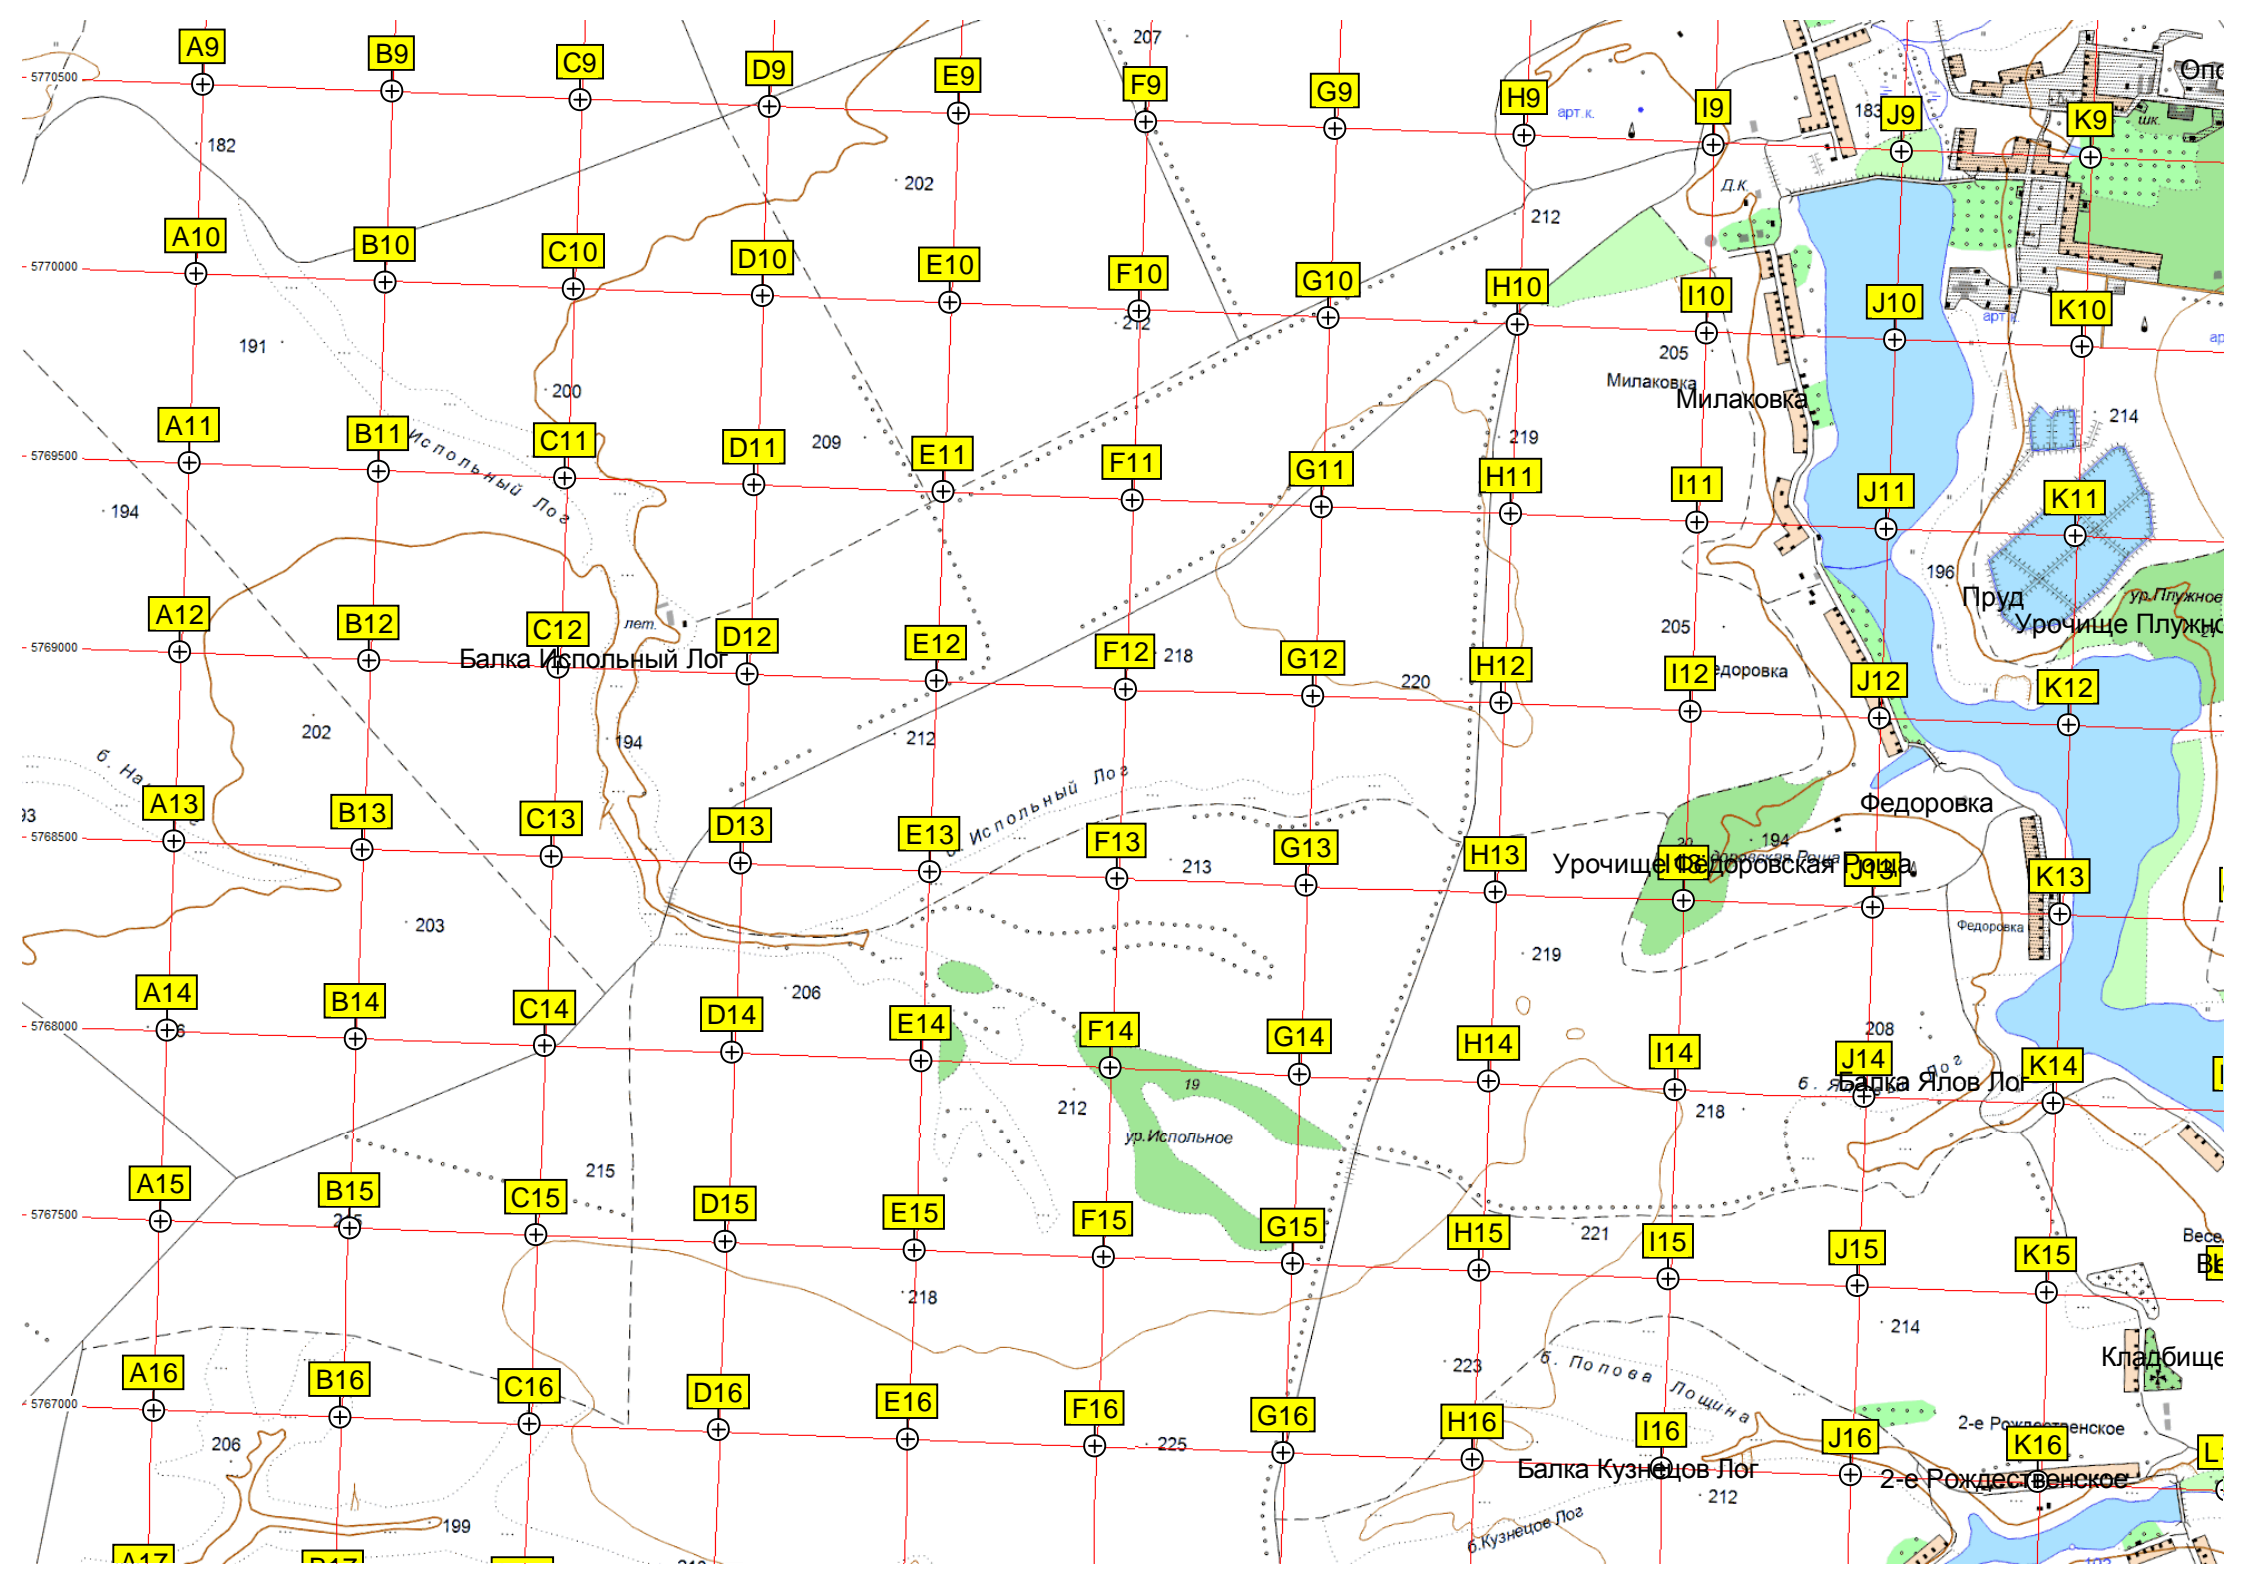 207
A9
B9
C9
D9
E9
F9
G9
H9
I9
J9
K9
5770500
арт.к.
183
шк.
182
202
Д.К.
212
A10
B10
C10
D10
E10
F10
G10
H10
I10
J10
K10
5770000
212
191
205
200
Милаковка
Милаковка
214
A11
B11
C11
D11
E11
F11
G11
H11
I11
J11
K11
209
219
5769500
Испольный Лог
194
196
Пруд
ур.Плужное
A12
B12
C12
D12
E12
F12
G12
H12
I12
J12
K12
лет.
205
5769000
Балка Испольный Лог
218
220
202
194
212
A13
B13
C13
D13
E13
F13
G13
H13
I13
J13
K13
б. Испольный Лог
Федоровка
5768500
194
213
Урочище Федоровская Роща
203
219
Федоровка
206
A14
B14
C14
D14
E14
F14
G14
H14
I14
J14
K14
5768000
208
19
212
218
Балка Ялов Лог
ур.Испольное
215
A15
B15
C15
D15
E15
F15
G15
H15
I15
J15
K15
5767500
221
218
214
223
б. Попова Лощина
Кладбище
A16
B16
C16
D16
E16
F16
G16
H16
I16
J16
K16
5767000
206
225
2-е Рождественское
Балка Кузнецов Лог
2-е Рождественское
212
199
б.Кузнецов Лог
A17
B17